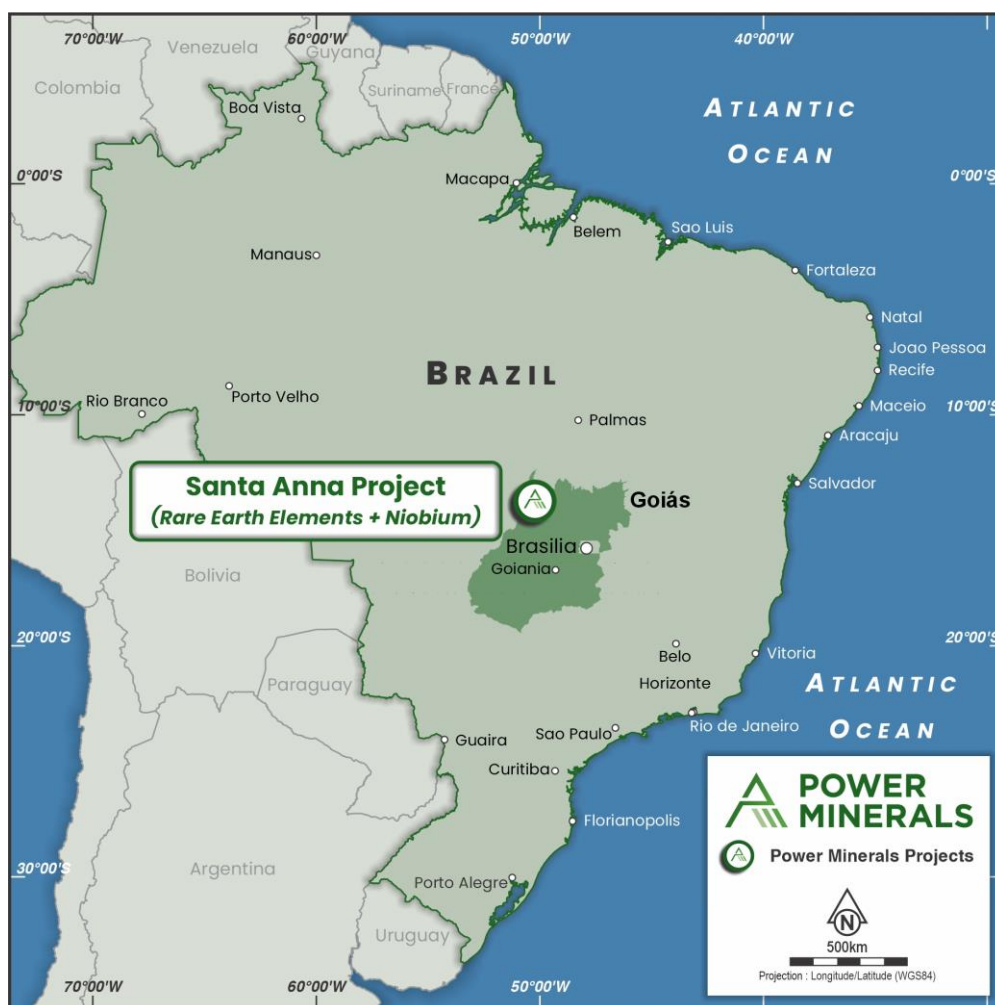 70°00'W
60°00'W
50°00'W
40°00'W
Venezuela
Guyana
Colombia
Suriname
France
Boa Vista
ATLANTIC
OCEAN
0°00'S
0°00'S
Macapa
Belem
Sao Luis
Manaus
Fortaleza
Natal
BRAZIL
Joao Pessoa
Recife
Rio Branco
Porto Velho
10°00'S
10°00'S
Maceio
Palmas
Aracaju
Santa Anna Project
(Rare Earth Elements + Niobium)
Goiás
Salvador
Brasilia
Goiania
Bolivia
20°00'S
20°00'S
Belo
Horizonte
Vitoria
Paraguay
ATLANTIC
OCEAN
Rio de Janeiro
Sao Paulo
Guaira
Curitiba
Florianopolis
Argentina
30°00'S
Porto Alegre
Uruguay
POWER
MINERALS
Power Minerals Projects
N
500km
Projection : Longitude/Latitude (WGS84)
70°00'W
60°00'W
50°00'W